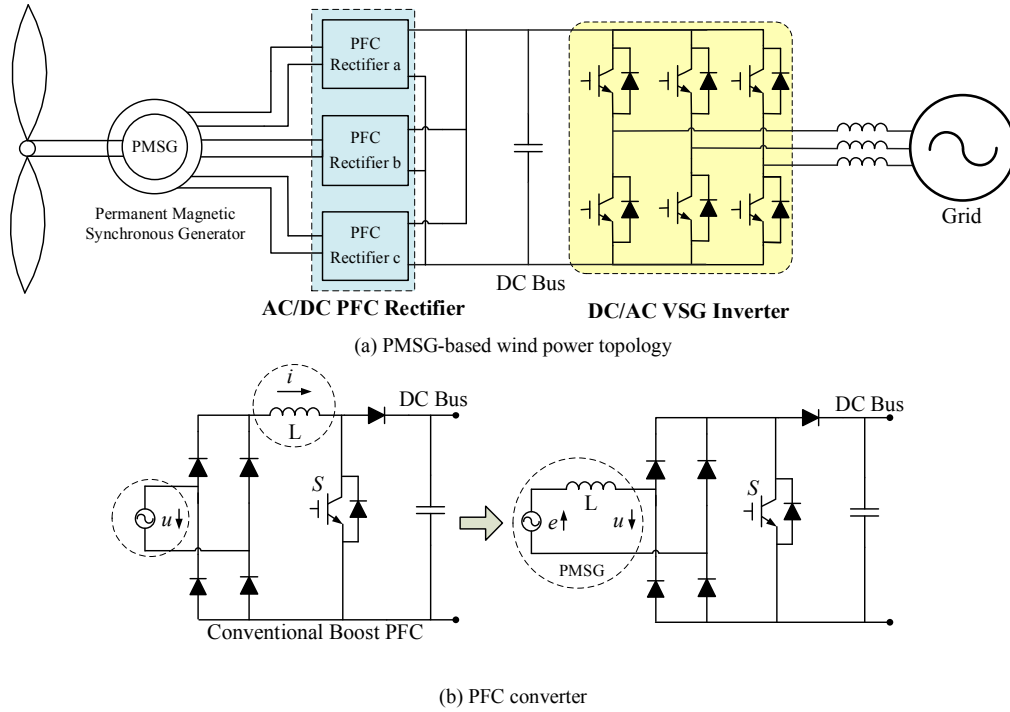 PFC
Rectifier a
PMSG
PFC
Rectifier b
Permanent Magnetic
Synchronous Generator
PFC
Rectifier c
DC Bus
Grid
AC/DC PFC Rectifier
DC/AC VSG Inverter
(a) PMSG-based wind power topology
i
L
DC Bus
S
u
Conventional Boost PFC
DC Bus
L
S
e
u
PMSG
(b) PFC converter